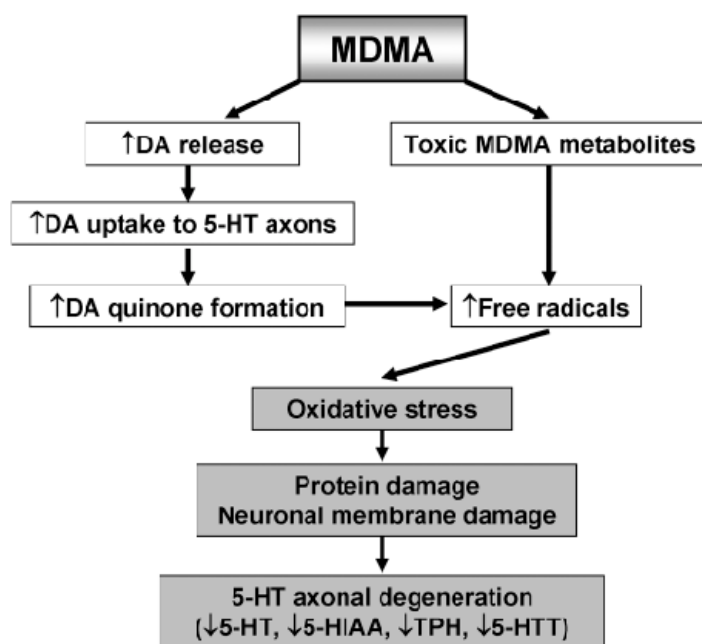 MDMA
↑DA release
Toxic MDMA metabolites
↑DA uptake to 5-HT axons
↑DA quinone formation
↑Free radicals
Oxidative stress
Protein damage
Neuronal membrane damage
5-HT axonal degeneration
(↓5-HT, ↓5-HIAA, ↓TPH, ↓5-HTT)